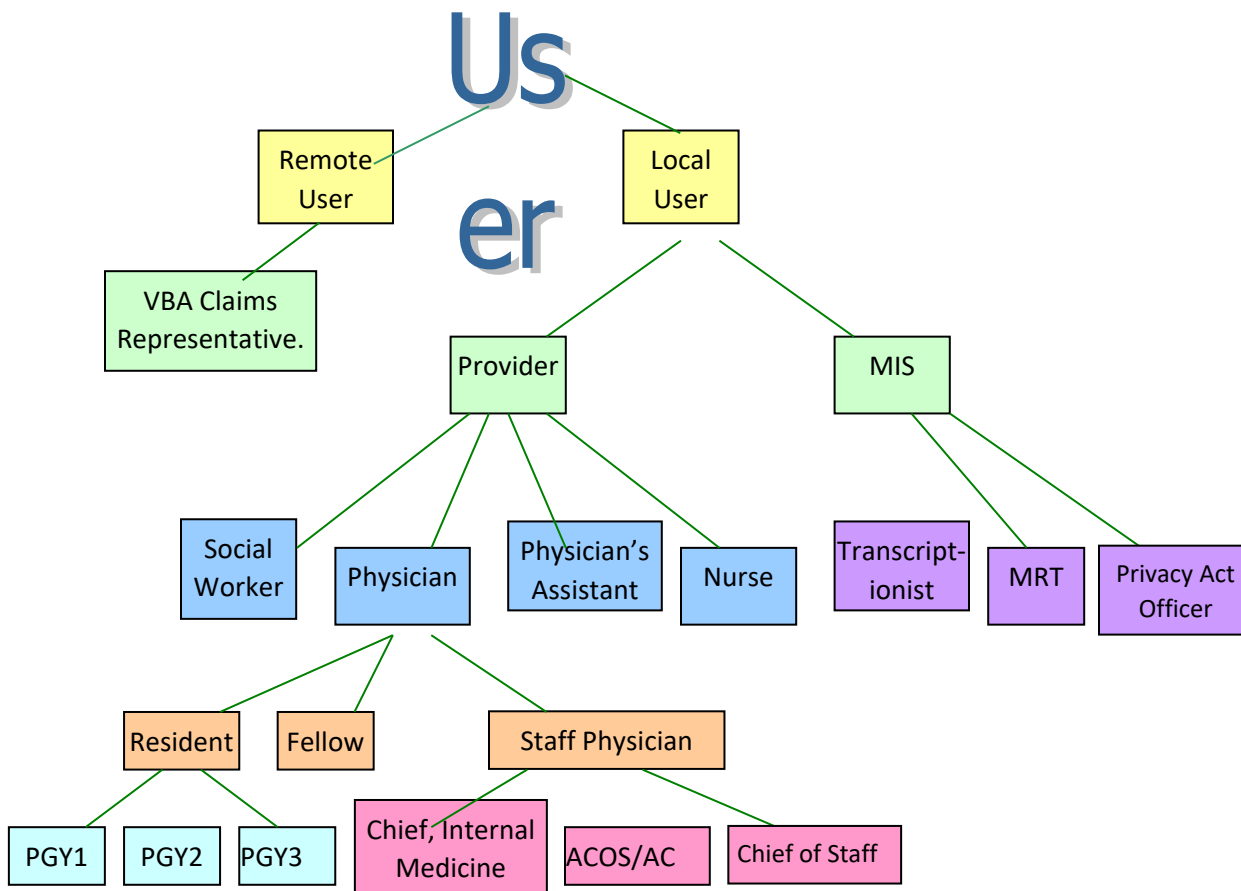 Us
er
Remote
User
Local
User
VBA Claims
Representative.
Provider
MIS
Social
Worker
Physician
Physician’s
Assistant
Nurse
Transcript-
ionist
MRT
Privacy Act
Officer
Resident
Fellow
Staff Physician
PGY1
PGY2
PGY3
Chief, Internal
Medicine
ACOS/AC
Chief of Staff